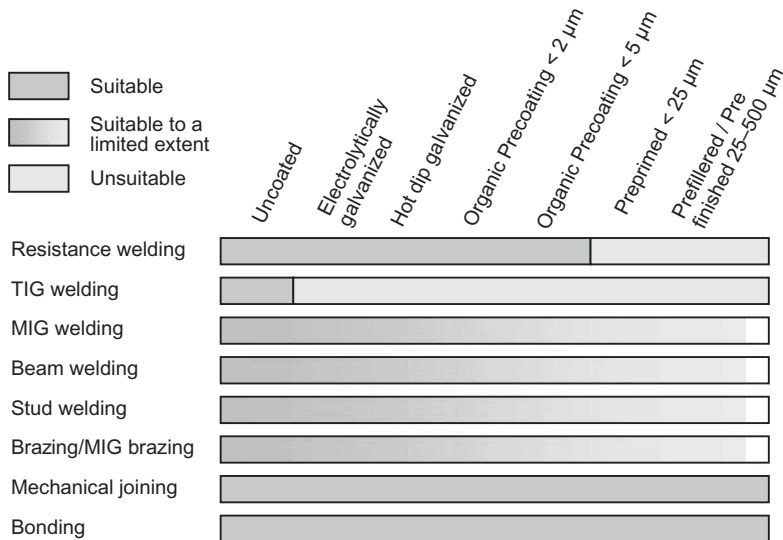 Suitable
Suitable to a
limited extent
Unsuitable
Uncoated
Electrolytically
galvanized
Hot dip galvanized
Organic Precoating < 2 µm
Organic Precoating < 5 µm
Preprimed < 25 µm
Prefillered / Pre
finished 25–500 µm
Resistance welding
TIG welding
MIG welding
Beam welding
Stud welding
Brazing/MIG brazing
Mechanical joining
Bonding